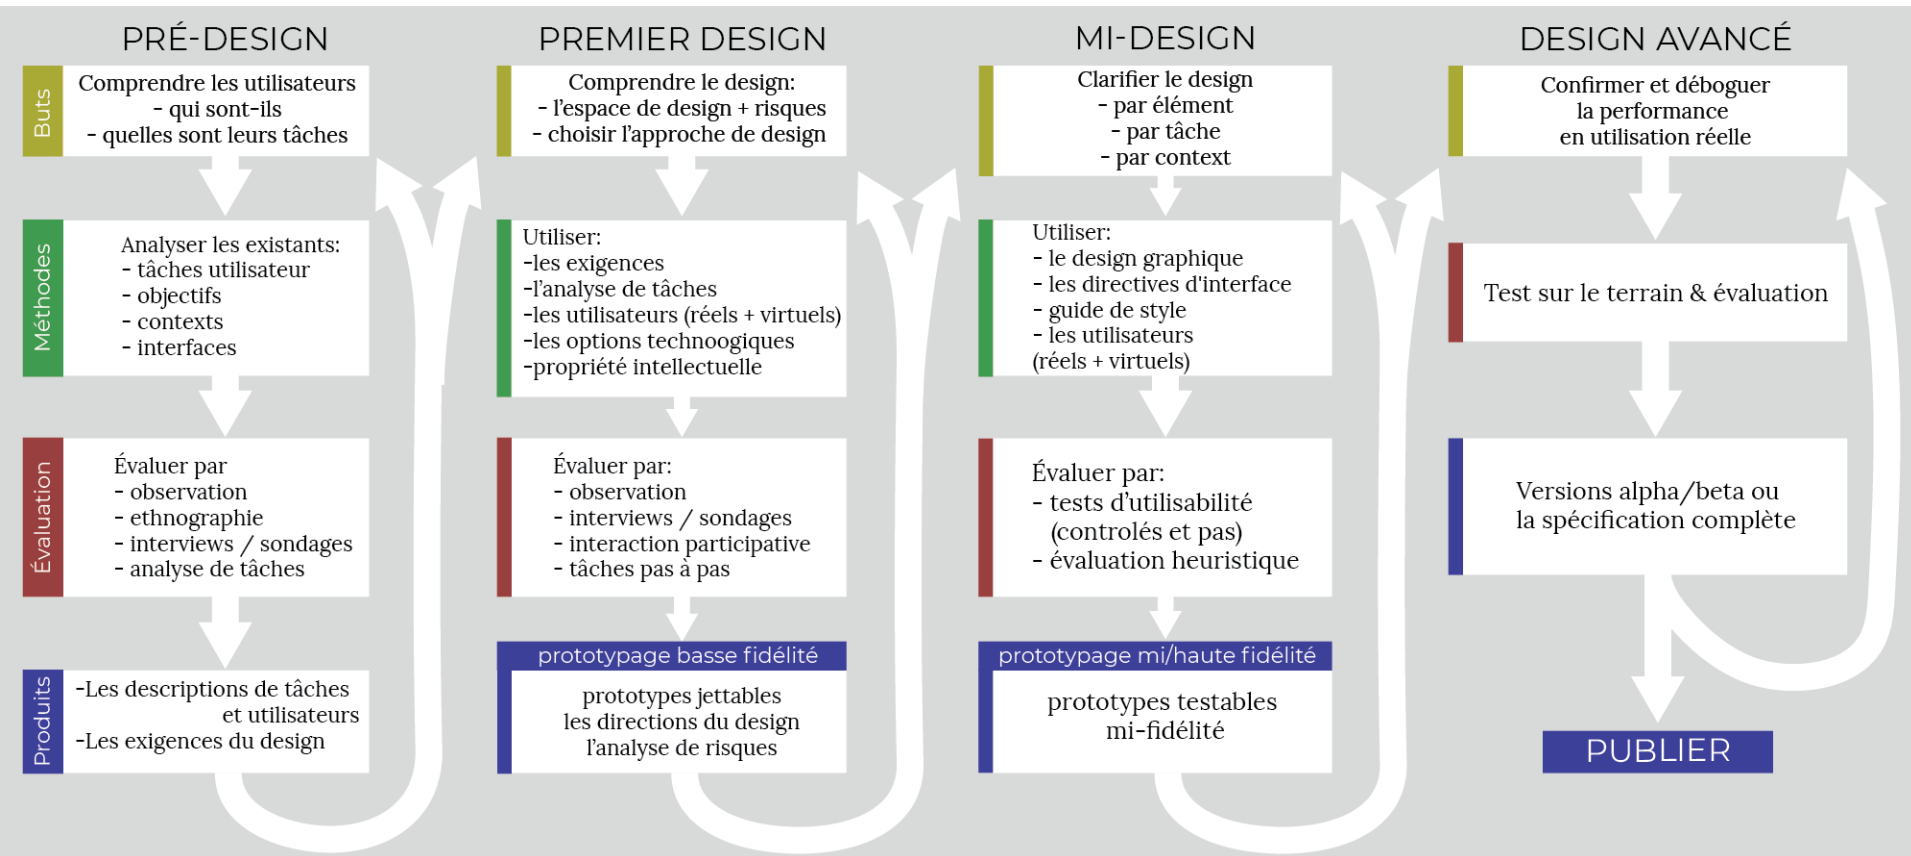 PRÉ-DESIGN
Buts
Comprendre les utilisateurs
- qui sont-ils
- quelles sont leurs tâches
Méthodes
Analyser les existants:
- tâches utilisateur
- objectifs
- contexts
- interfaces
Évaluation
Évaluer par
- observation
- ethnographie
- interviews / sondages
- analyse de tâches
Produits
-Les descriptions de tâches
et utilisateurs
-Les exigences du design
PREMIER DESIGN
Comprendre le design:
- l'espace de design + risques
- choisir l'approche de design
Utiliser:
-les exigences
-l'analyse de tâches
-les utilisateurs (réels + virtuels)
-les options technoogiques
-propriété intellectuelle
Évaluer par:
- observation
- interviews / sondages
- interaction participative
- tâches pas à pas
prototypage basse fidélité
prototypes jettables
les directions du design
l'analyse de risques
MI-DESIGN
Clarifier le design
- par élément
- par tâche
- par context
Utiliser:
- le design graphique
- les directives d'interface
- guide de style
- les utilisateurs
(réels + virtuels)
Évaluer par:
- tests d'utilisabilité
(controlés et pas)
- évaluation heuristique
prototypage mi/haute fidélité
prototypes testables
mi-fidélité
DESIGN AVANCÉ
Confirmer et déboguer
la performance
en utilisation réelle
Test sur le terrain & évaluation
Versions alpha/beta ou
la spécification complète
PUBLIER